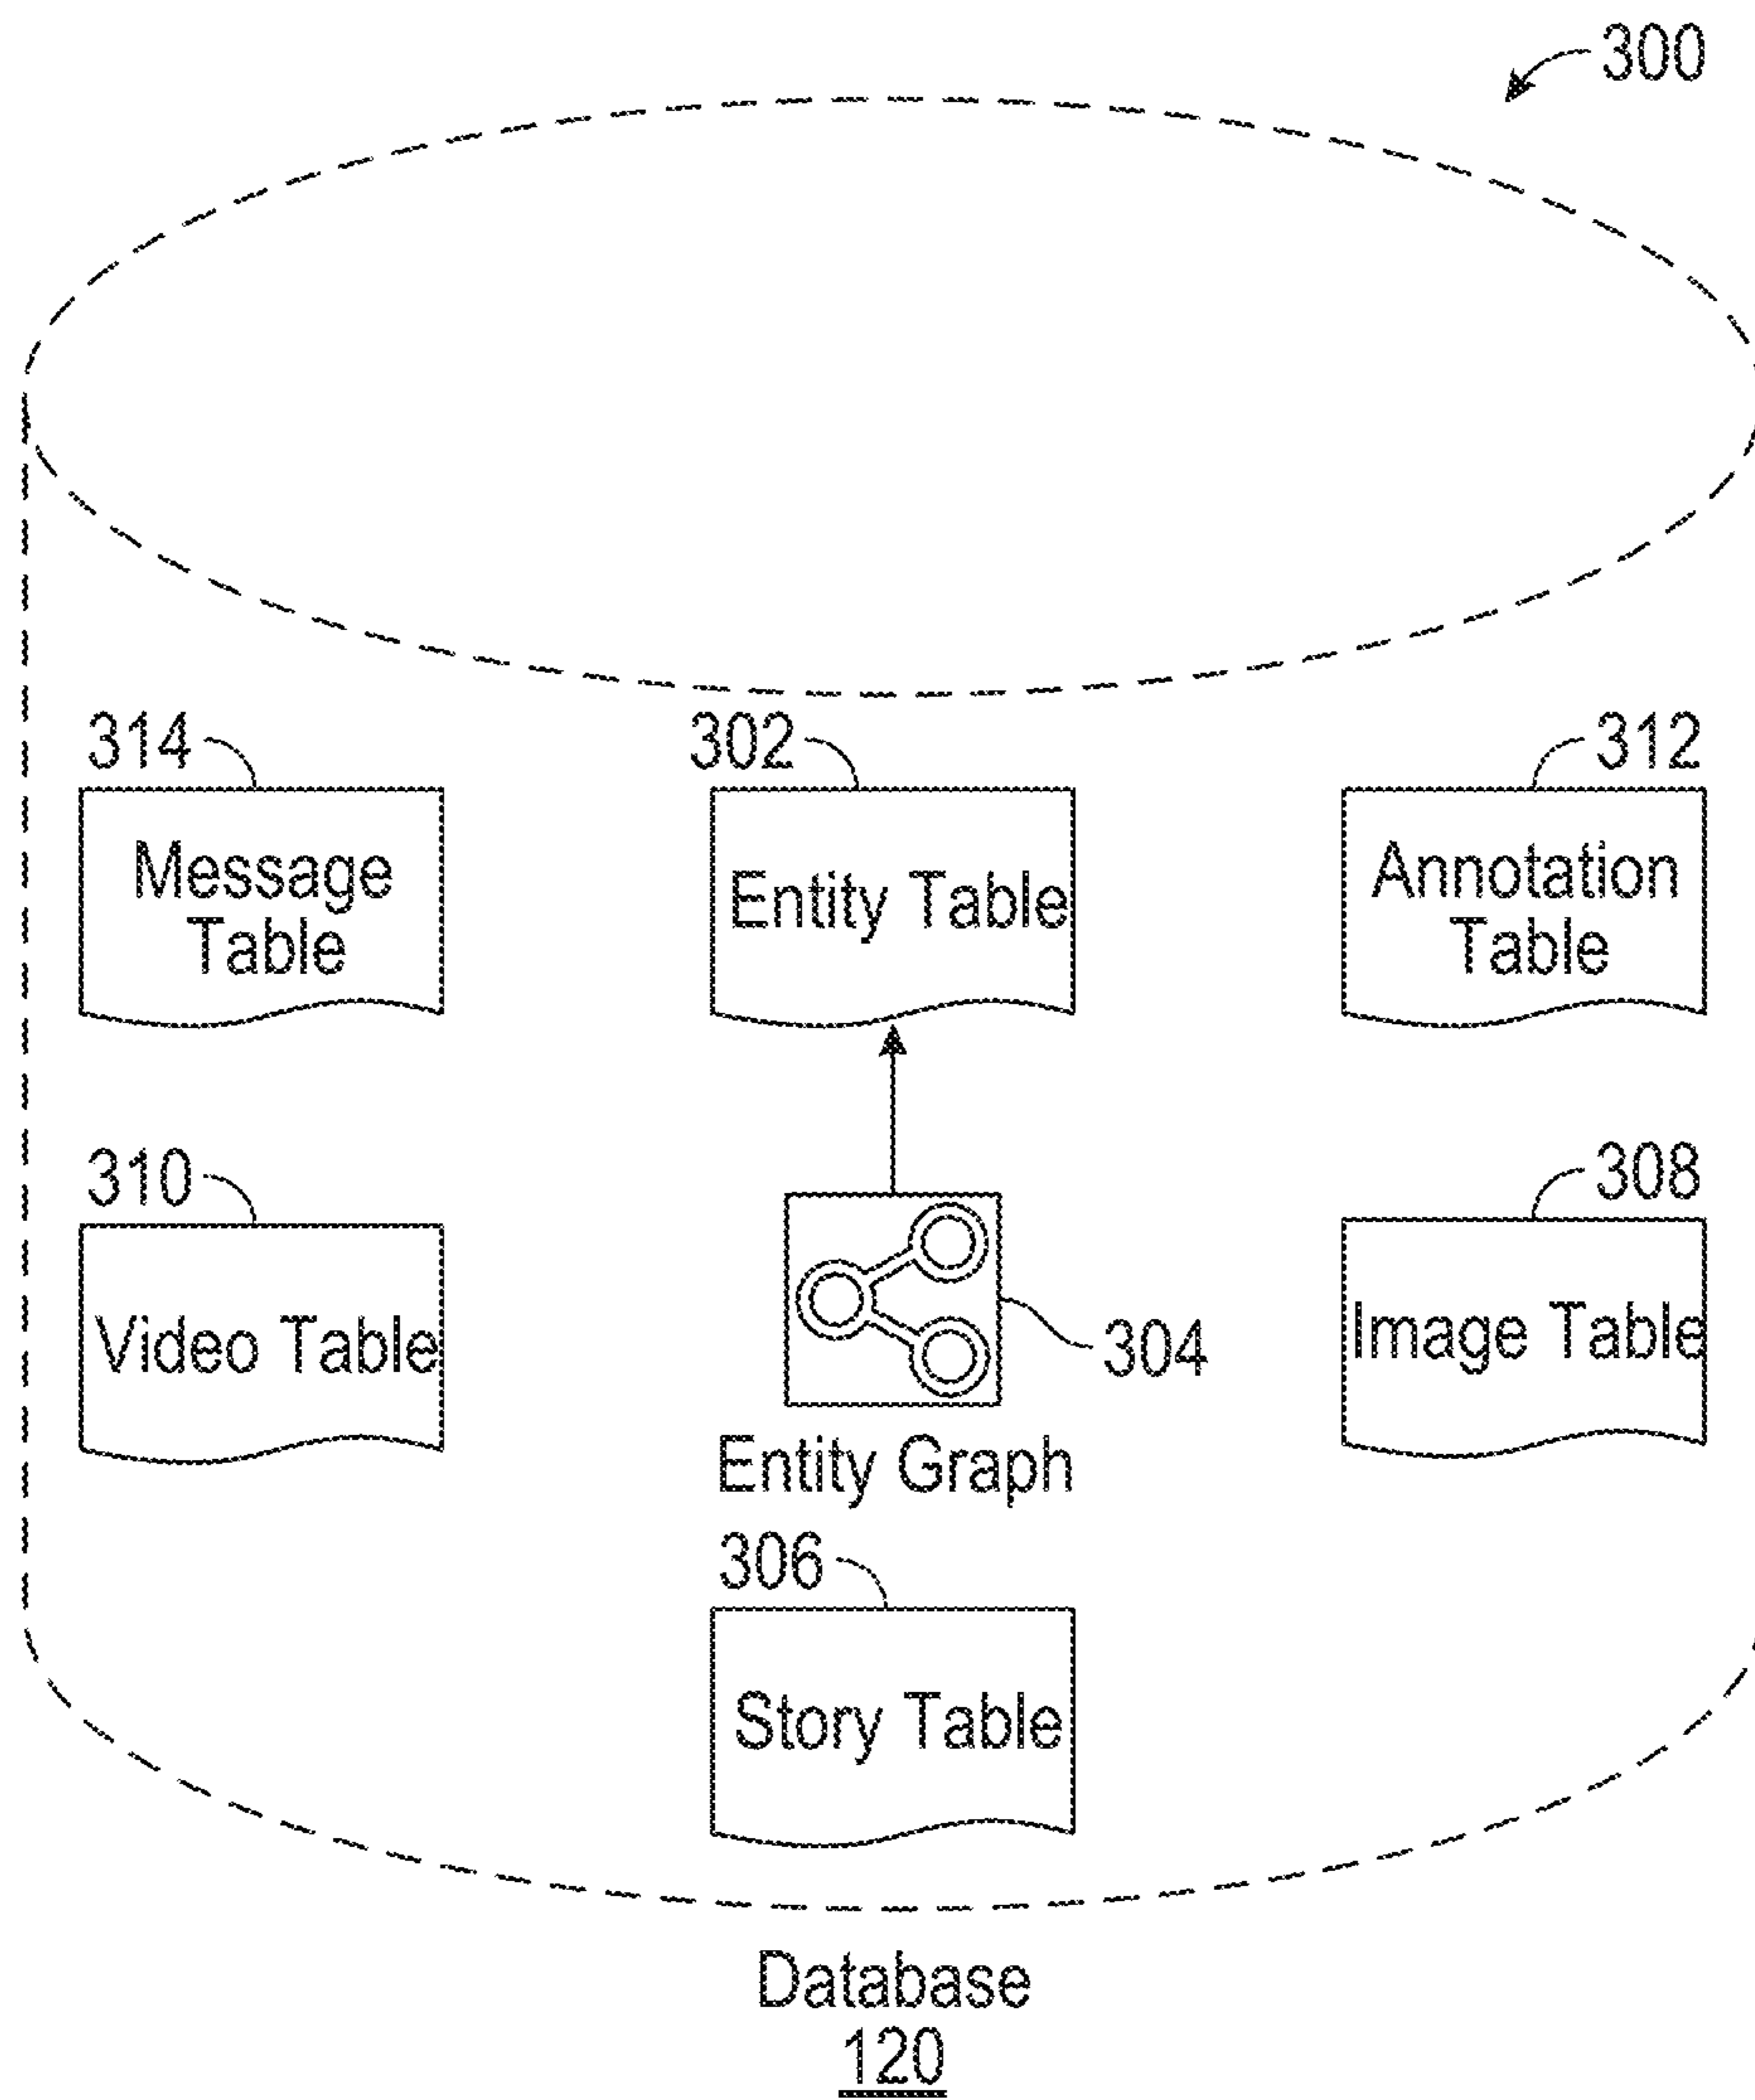 300
314
302
312
Message
Table
Entity Table
Annotation
Table
310
308
Video Table
304
Image Table
Entity Graph
306
Story Table
Database
120